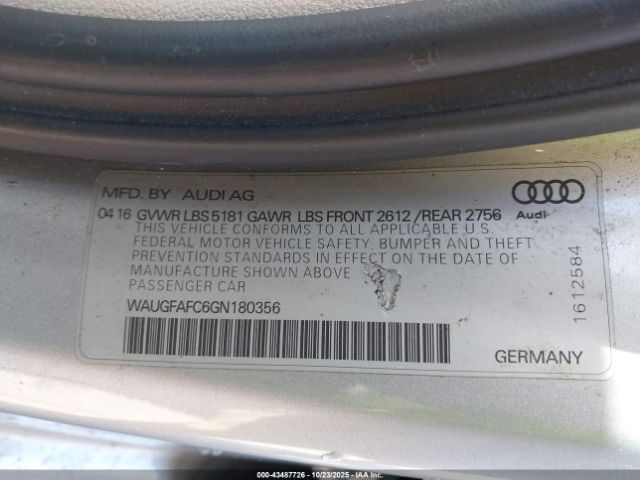 MFD. BY AUDI AG
04 16 GVWR LBS 5181 GAWR LBS FRONT 2612 / REAR 2756
Audi
THIS VEHICLE CONFORMS TO ALL APPLICABLE U.S.
FEDERAL MOTOR VEHICLE SAFETY, BUMPER AND THEFT
PREVENTION STANDARDS IN EFFECT ON THE DATE OF
MANUFACTURE SHOWN ABOVE
PASSENGER CAR
WAUGFAFC6GN180356
1612584
GERMANY
000-43487726 - 10/23/2025 - IAAI.COM